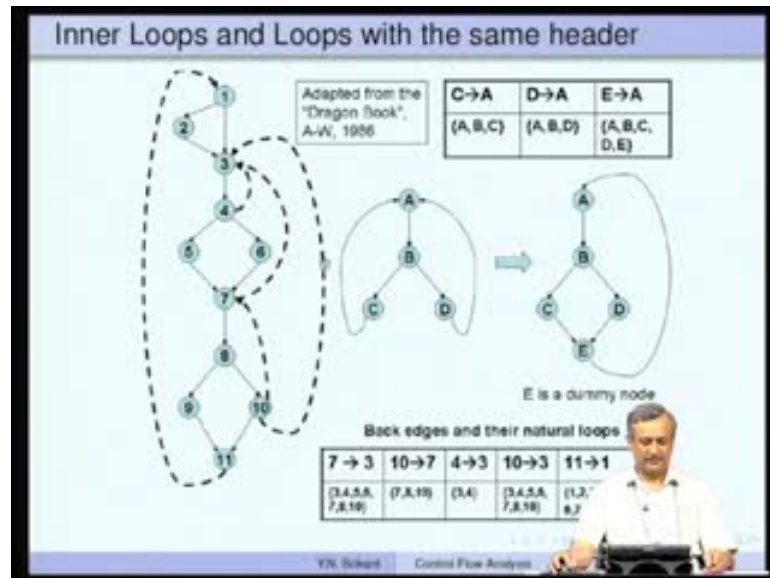 Inner Loops and Loops with the same header
1
2
3
4
5
6
7
8
9
10
11
Adapted from the
"Dragon Book",
A-W, 1986
C→A D→A E→A
{A,B,C} {A,B,D} {A,B,C,
D,E}
A
B
C
D
A
B
C
D
E
E is a dummy node
Back edges and their natural loops
7 → 3 10→7 4→3 10→3 11→1
{3,4,5,6, {7,8,10} {3,4} {3,4,5,6, {1,2,
7,8,10} 7,8,10}
Y.N. Srikant Control Flow Analysis